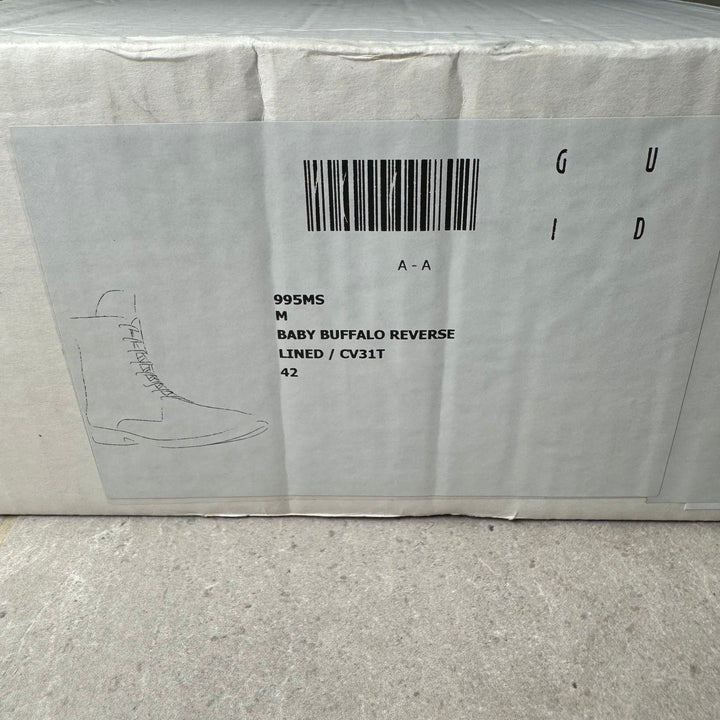 G U
I D
A - A
995MS
M
BABY BUFFALO REVERSE
LINED / CV31T
42